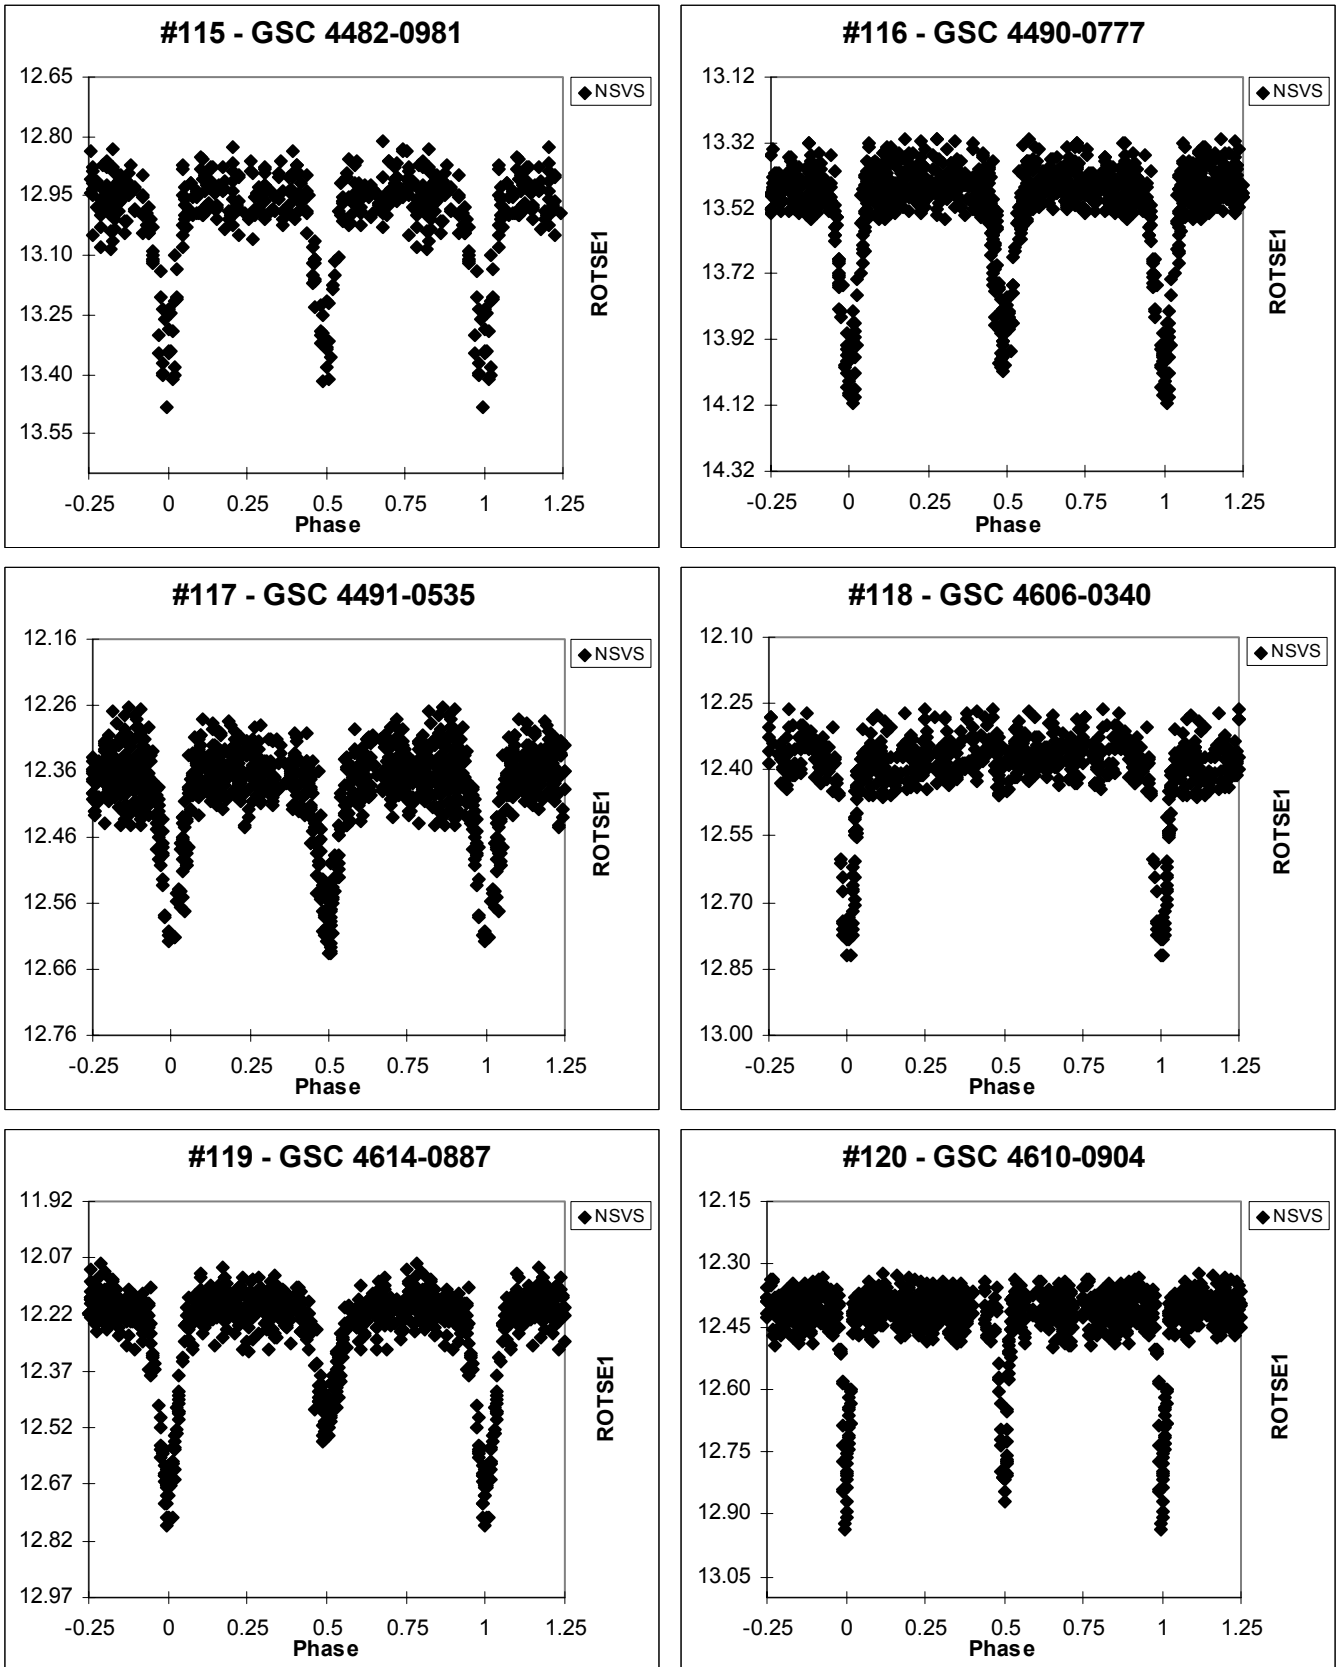 #115 - GSC 4482-0981
NSVS
12.65
12.80
12.95
13.10
13.25
13.40
13.55
ROTSE1
-0.25 0 0.25 0.5 0.75 1 1.25
Phase
#116 - GSC 4490-0777
NSVS
13.12
13.32
13.52
13.72
13.92
14.12
14.32
ROTSE1
-0.25 0 0.25 0.5 0.75 1 1.25
Phase
#117 - GSC 4491-0535
NSVS
12.16
12.26
12.36
12.46
12.56
12.66
12.76
ROTSE1
-0.25 0 0.25 0.5 0.75 1 1.25
Phase
#118 - GSC 4606-0340
NSVS
12.10
12.25
12.40
12.55
12.70
12.85
13.00
ROTSE1
-0.25 0 0.25 0.5 0.75 1 1.25
Phase
#119 - GSC 4614-0887
NSVS
11.92
12.07
12.22
12.37
12.52
12.67
12.82
12.97
ROTSE1
-0.25 0 0.25 0.5 0.75 1 1.25
Phase
#120 - GSC 4610-0904
NSVS
12.15
12.30
12.45
12.60
12.75
12.90
13.05
ROTSE1
-0.25 0 0.25 0.5 0.75 1 1.25
Phase